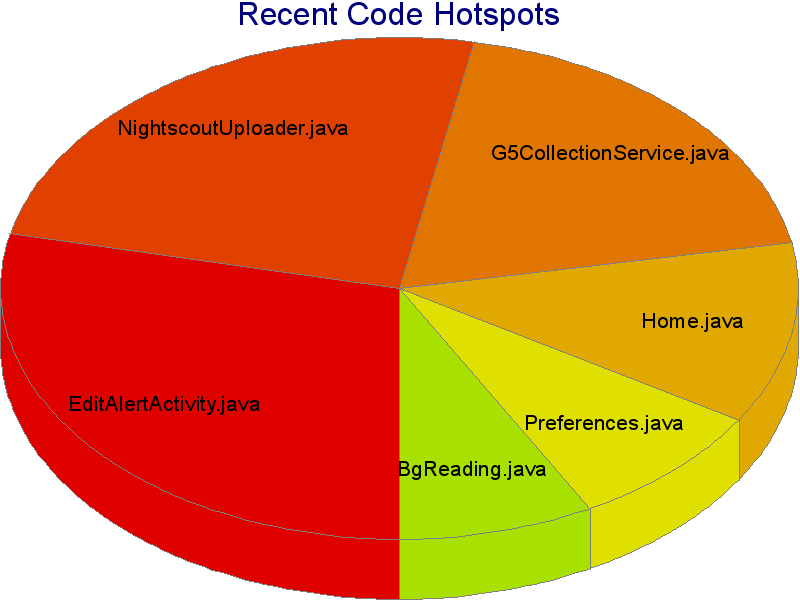 Recent Code Hotspots
NightscoutUploader.java
G5CollectionService.java
Home.java
EditAlertActivity.java
Preferences.java
BgReading.java